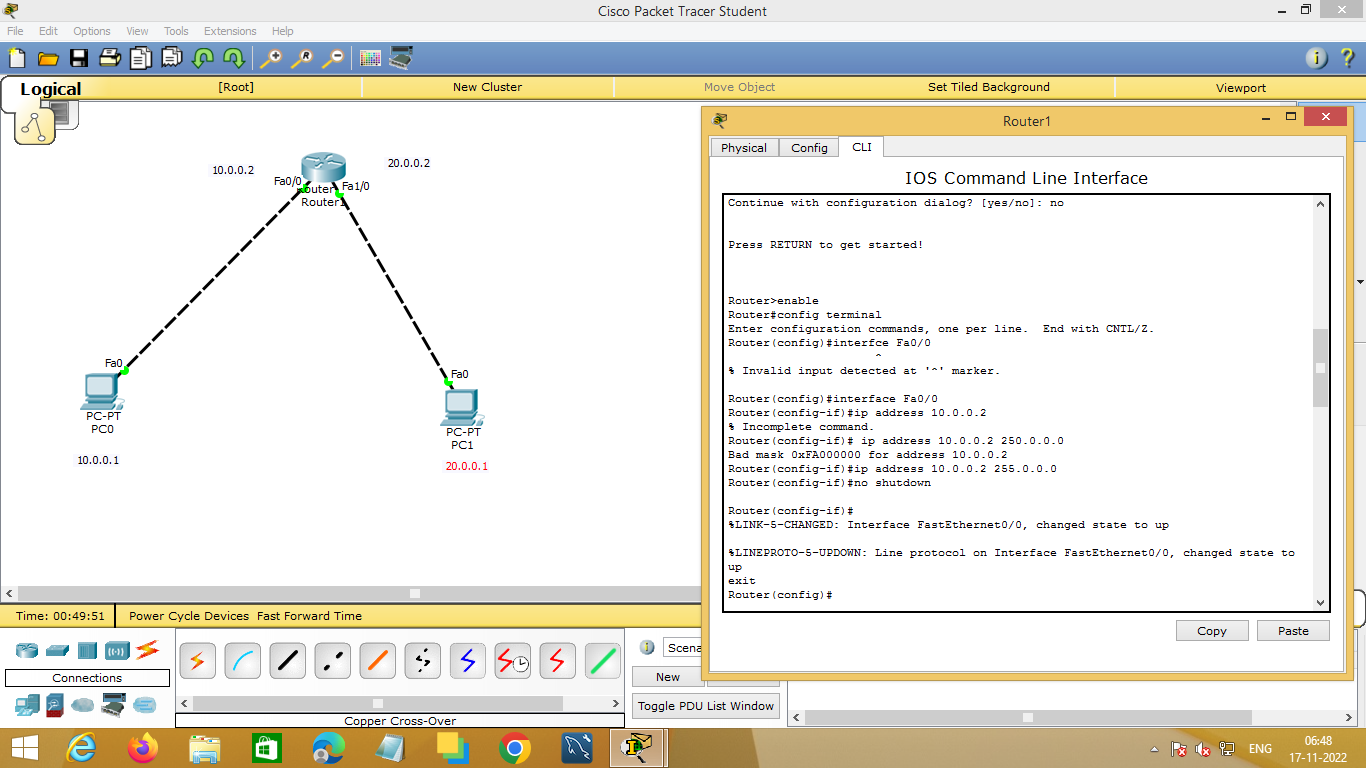 Cisco Packet Tracer Student
File Edit Options View Tools Extensions Help
Logical [Root] New Cluster Move Object Set Tiled Background Viewport
10.0.0.2
20.0.0.2
Fa0/0
Fa1/0
Router1
Fa0
PC-PT
PC0
10.0.0.1
Fa0
PC-PT
PC1
20.0.0.1
Router1
Physical Config CLI
IOS Command Line Interface
Continue with configuration dialog? [yes/no]: no
Press RETURN to get started!
Router>enable
Router#config terminal
Enter configuration commands, one per line.  End with CNTL/Z.
Router(config)#interfce Fa0/0
^
% Invalid input detected at '^' marker.
Router(config)#interface Fa0/0
Router(config-if)#ip address 10.0.0.2
% Incomplete command.
Router(config-if)# ip address 10.0.0.2 250.0.0.0
Bad mask 0xFA000000 for address 10.0.0.2
Router(config-if)#ip address 10.0.0.2 255.0.0.0
Router(config-if)#no shutdown
Router(config-if)#
%LINK-5-CHANGED: Interface FastEthernet0/0, changed state to up
%LINEPROTO-5-UPDOWN: Line protocol on Interface FastEthernet0/0, changed state to
up
exit
Router(config)#
Copy Paste
Time: 00:49:51 Power Cycle Devices Fast Forward Time
Connections
Copper Cross-Over
Scena
New
Toggle PDU List Window
ENG
06:48
17-11-2022